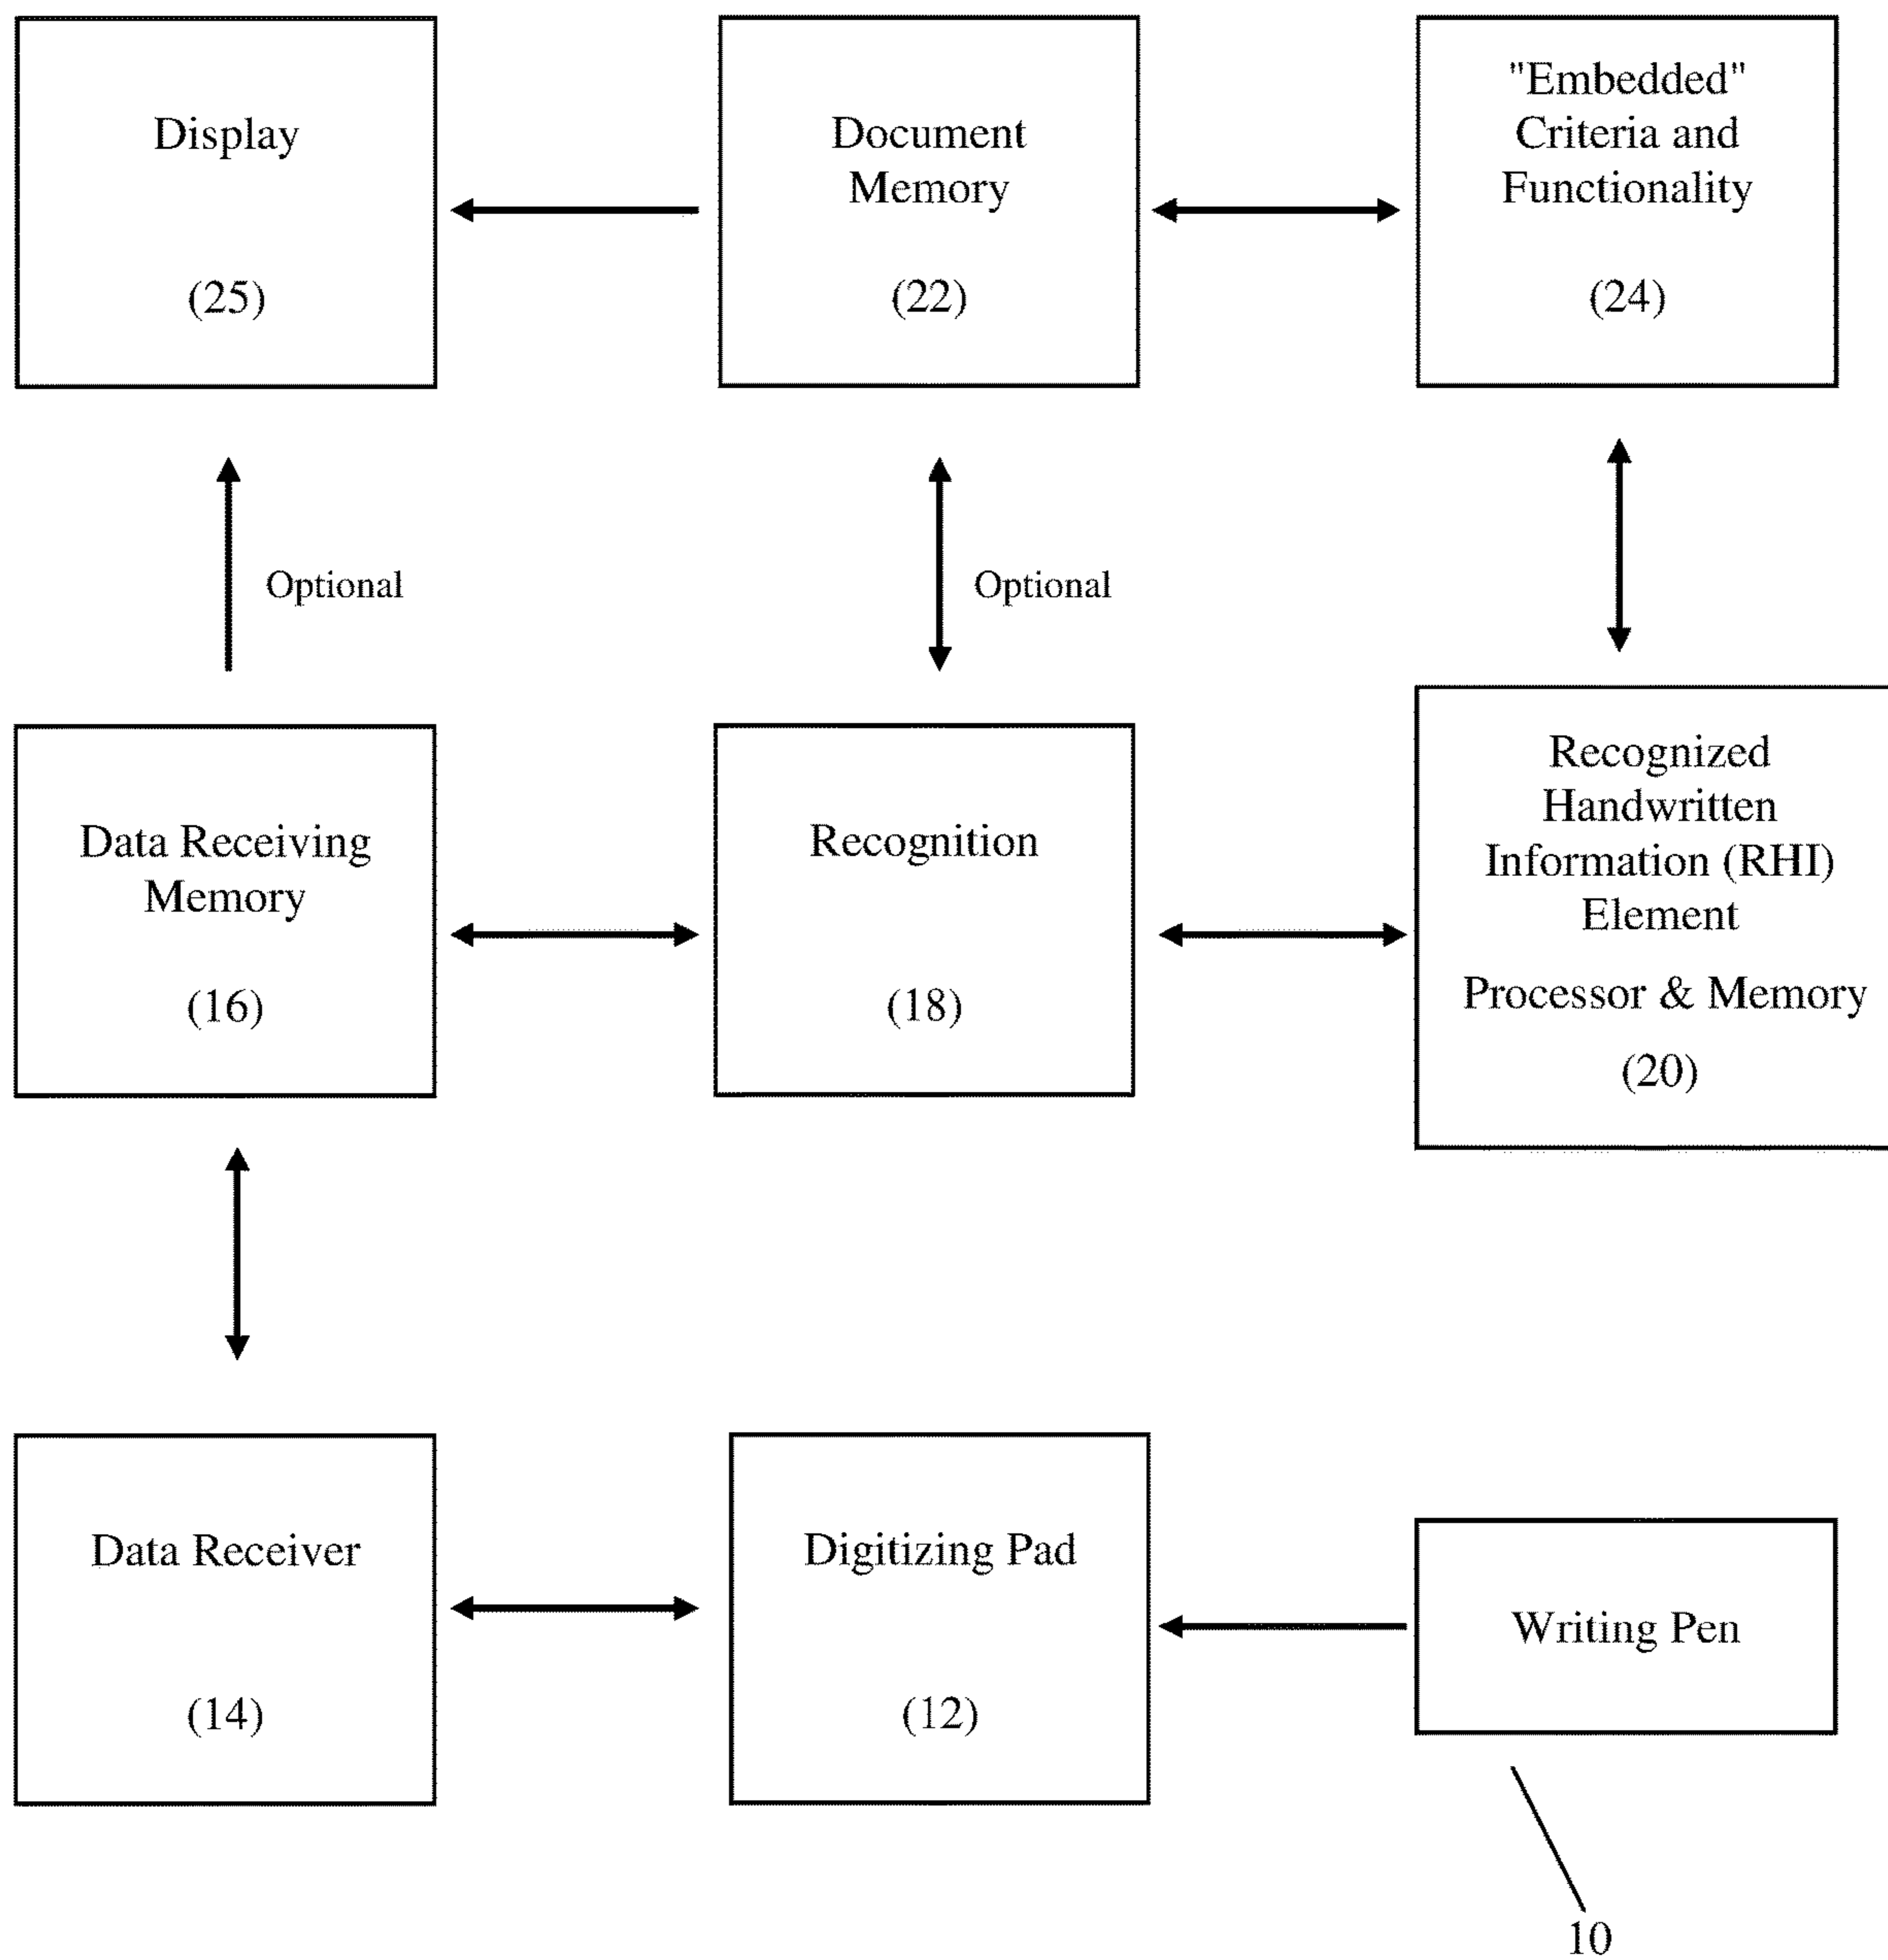 Display
(25)
Document
Memory
(22)
"Embedded"
Criteria and
Functionality
(24)
Optional
Optional
Data Receiving
Memory
(16)
Recognition
(18)
Recognized
Handwritten
Information (RHI)
Element
Processor & Memory
(20)
Data Receiver
(14)
Digitizing Pad
(12)
Writing Pen
10